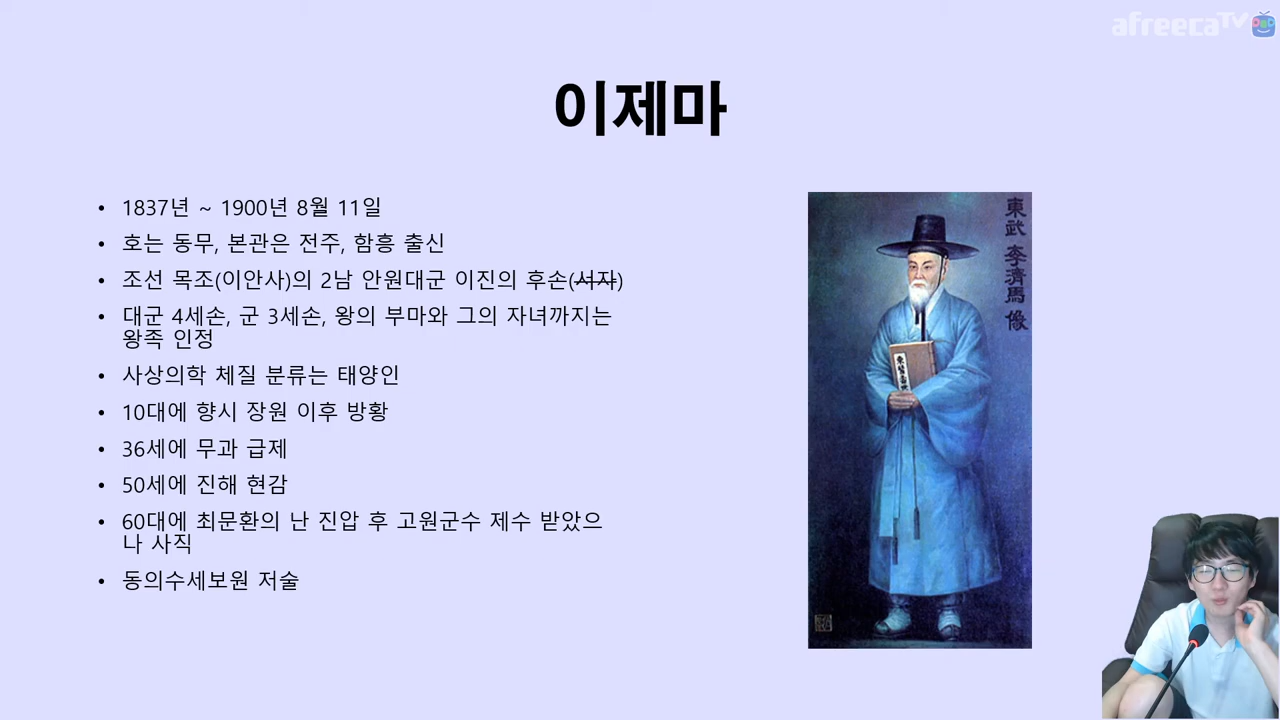 afreecaTV
이제마
• 1837년 ~ 1900년 8월 11일
• 호는 동무, 본관은 전주, 함흥 출신
• 조선 목조(이안사)의 2남 안원대군 이진의 후손(서자)
• 대군 4세손, 군 3세손, 왕의 부마와 그의 자녀까지는
왕족 인정
• 사상의학 체질 분류는 태양인
• 10대에 향시 장원 이후 방황
• 36세에 무과 급제
• 50세에 진해 현감
• 60대에 최문환의 난 진압 후 고원군수 제수 받았으
나 사직
• 동의수세보원 저술
東武 李濟馬 像